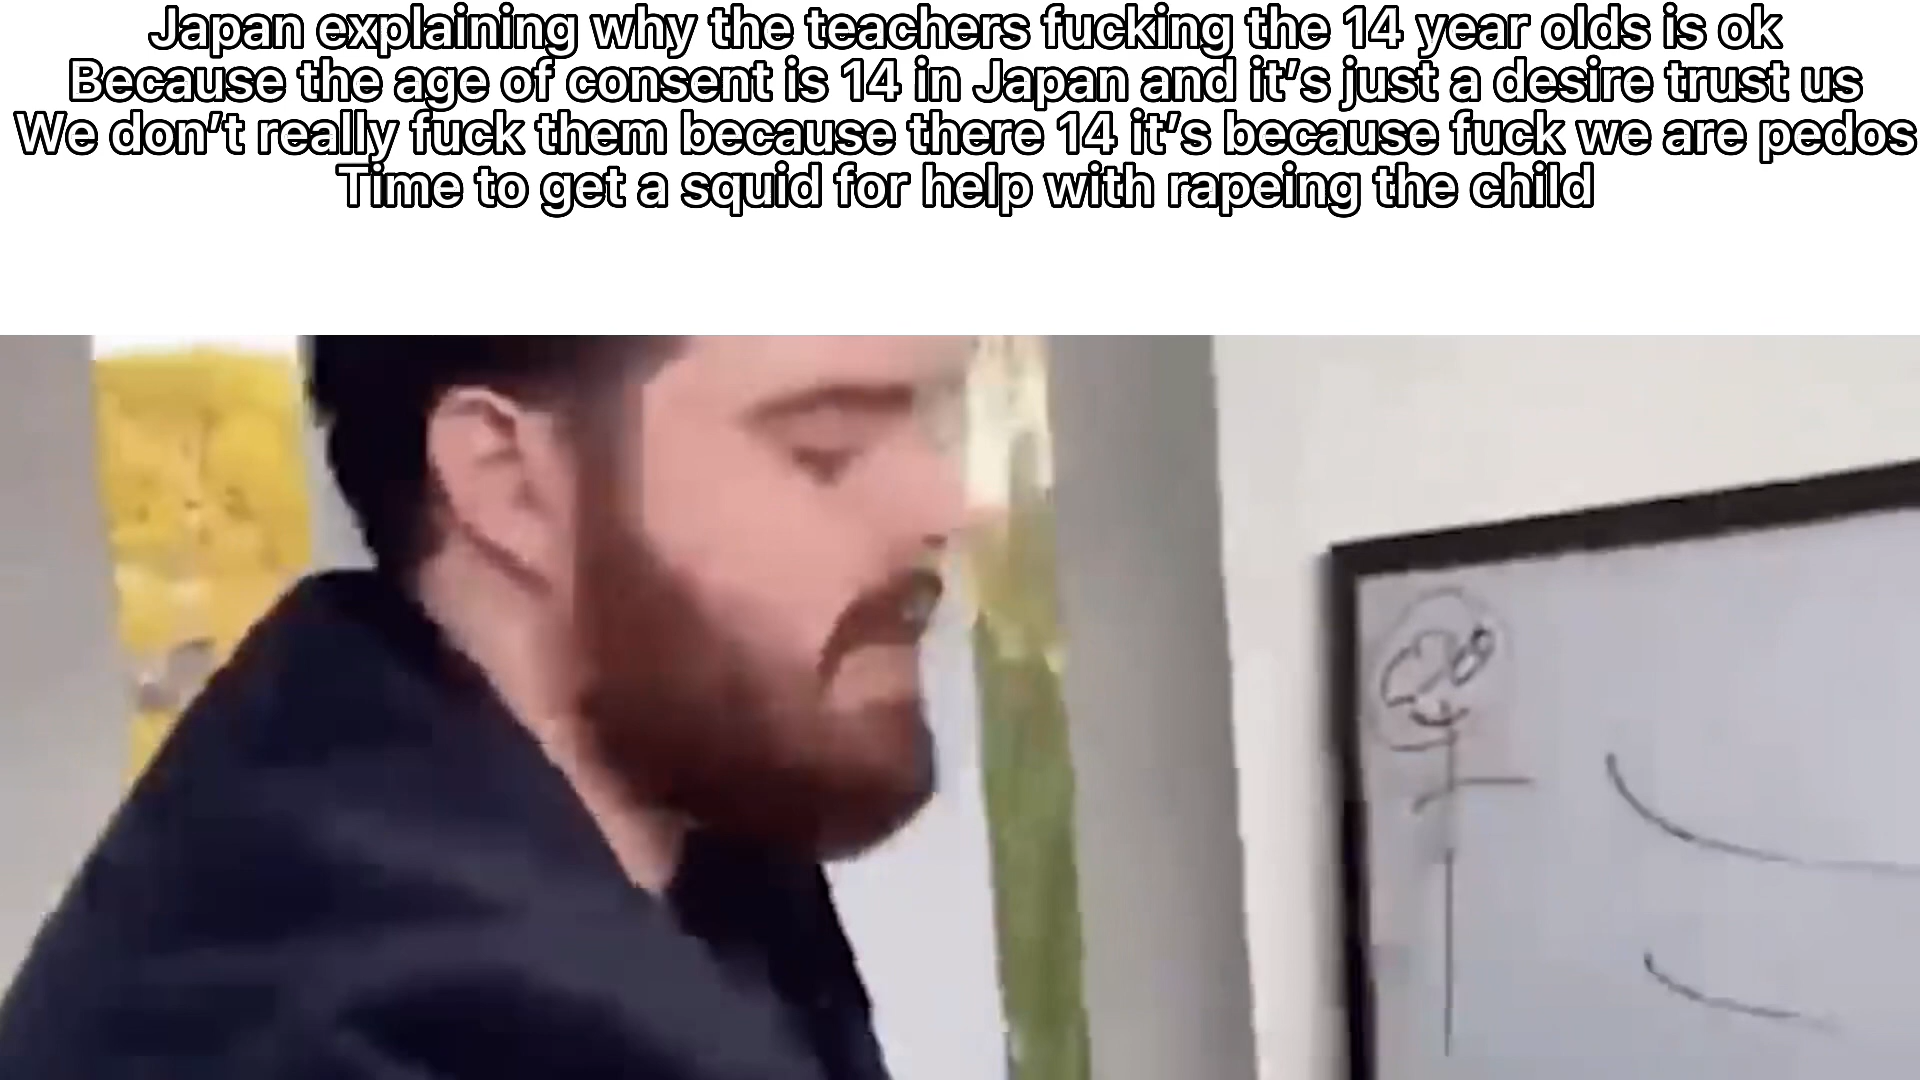 Japan explaining why the teachers fucking the 14 year olds is ok
Because the age of consent is 14 in Japan and it’s just a desire trust us
We don’t really fuck them because there 14 it’s because fuck we are pedos
Time to get a squid for help with rapeing the child